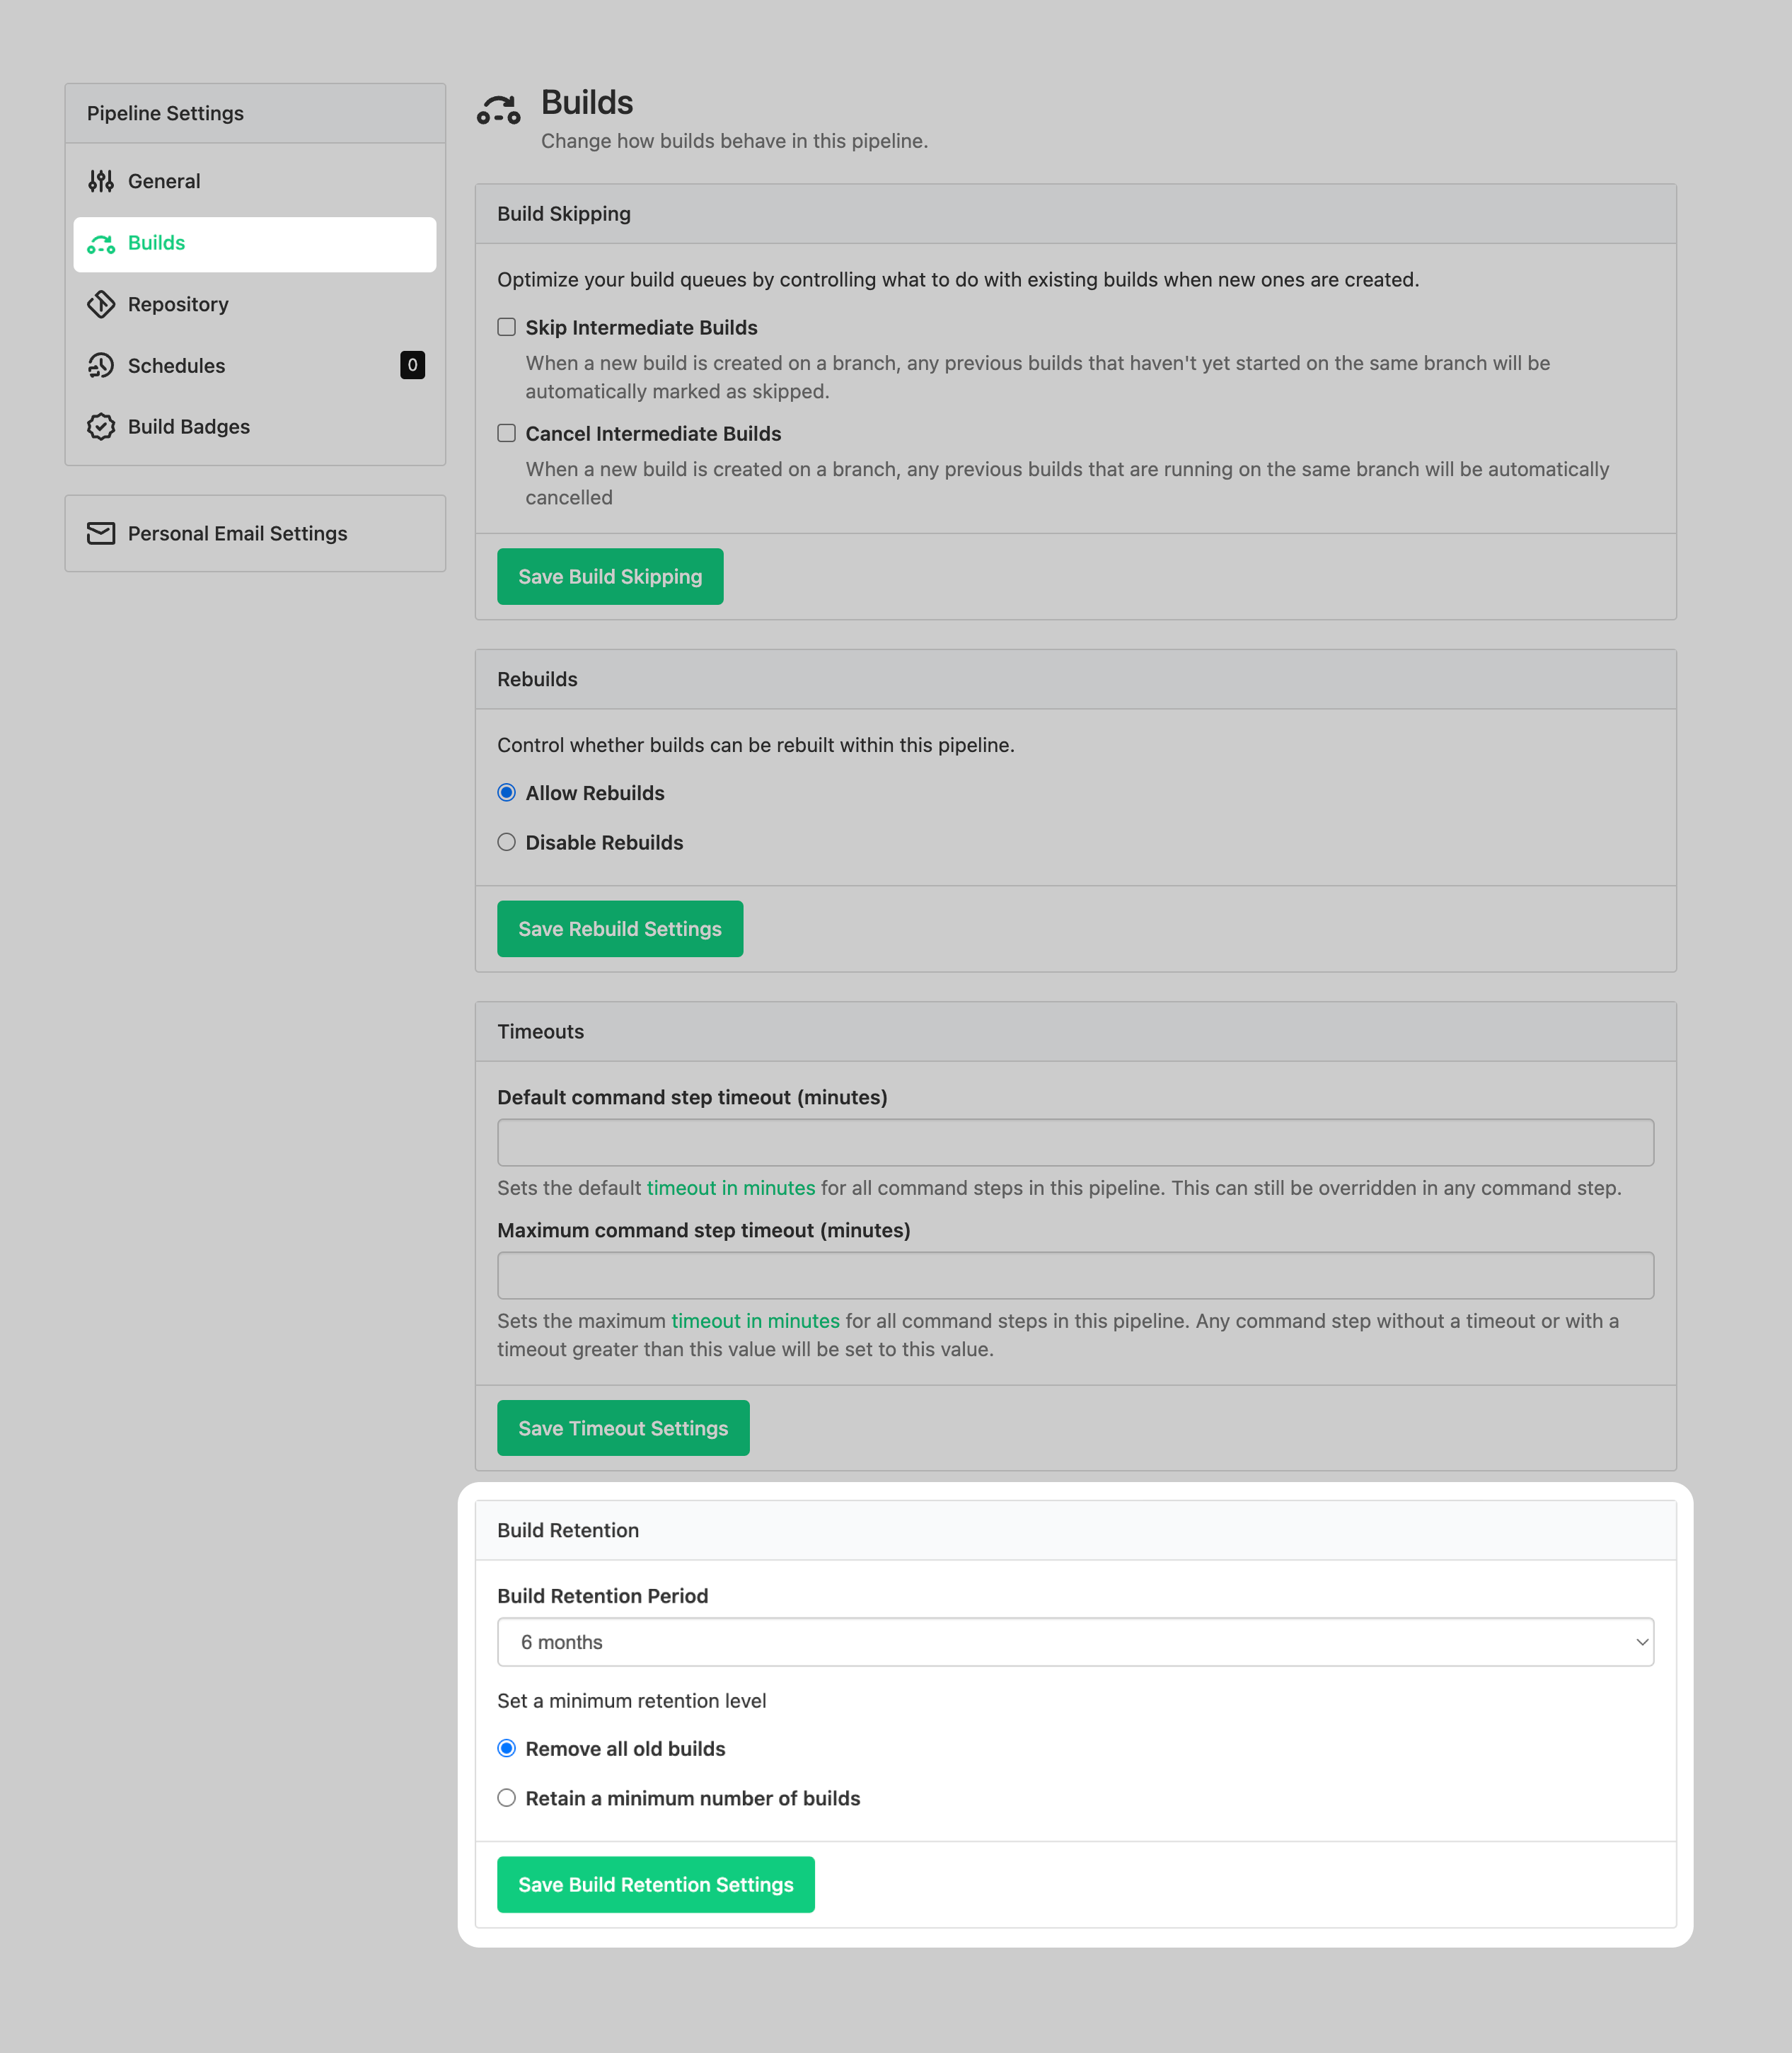 Pipeline Settings
General
Builds
Repository
Schedules
0
Build Badges
Personal Email Settings
Builds
Change how builds behave in this pipeline.
Build Skipping
Optimize your build queues by controlling what to do with existing builds when new ones are created.
Skip Intermediate Builds
When a new build is created on a branch, any previous builds that haven't yet started on the same branch will be
automatically marked as skipped.
Cancel Intermediate Builds
When a new build is created on a branch, any previous builds that are running on the same branch will be automatically
cancelled
Save Build Skipping
Rebuilds
Control whether builds can be rebuilt within this pipeline.
Allow Rebuilds
Disable Rebuilds
Save Rebuild Settings
Timeouts
Default command step timeout (minutes)
Sets the default timeout in minutes for all command steps in this pipeline. This can still be overridden in any command step.
Maximum command step timeout (minutes)
Sets the maximum timeout in minutes for all command steps in this pipeline. Any command step without a timeout or with a
timeout greater than this value will be set to this value.
Save Timeout Settings
Build Retention
Build Retention Period
6 months
Set a minimum retention level
Remove all old builds
Retain a minimum number of builds
Save Build Retention Settings